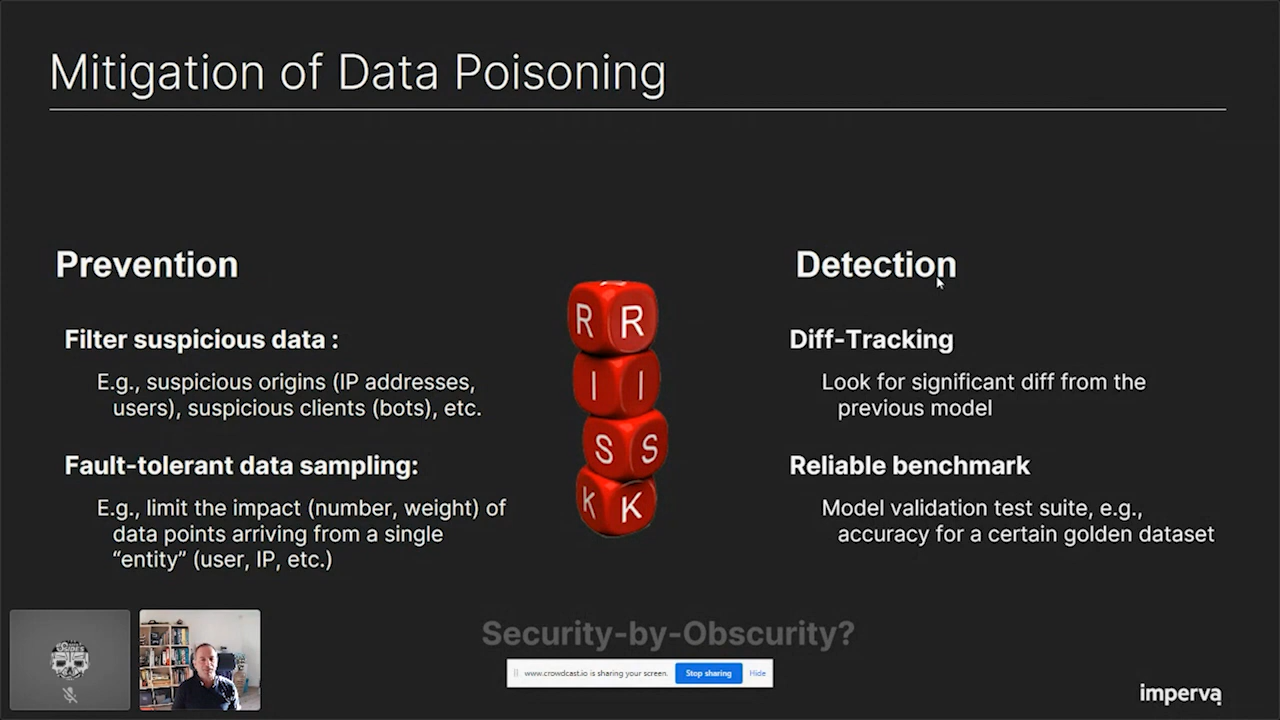 Mitigation of Data Poisoning
Prevention
Filter suspicious data :
E.g., suspicious origins (IP addresses,
users), suspicious clients (bots), etc.
Fault-tolerant data sampling:
E.g., limit the impact (number, weight) of
data points arriving from a single
“entity” (user, IP, etc.)
R R
I I
S S
K K
Detection
Diff-Tracking
Look for significant diff from the
previous model
Reliable benchmark
Model validation test suite, e.g.,
accuracy for a certain golden dataset
Security-by-Obscurity?
www.crowdcast.io is sharing your screen. Stop sharing Hide
SIDES
imperva